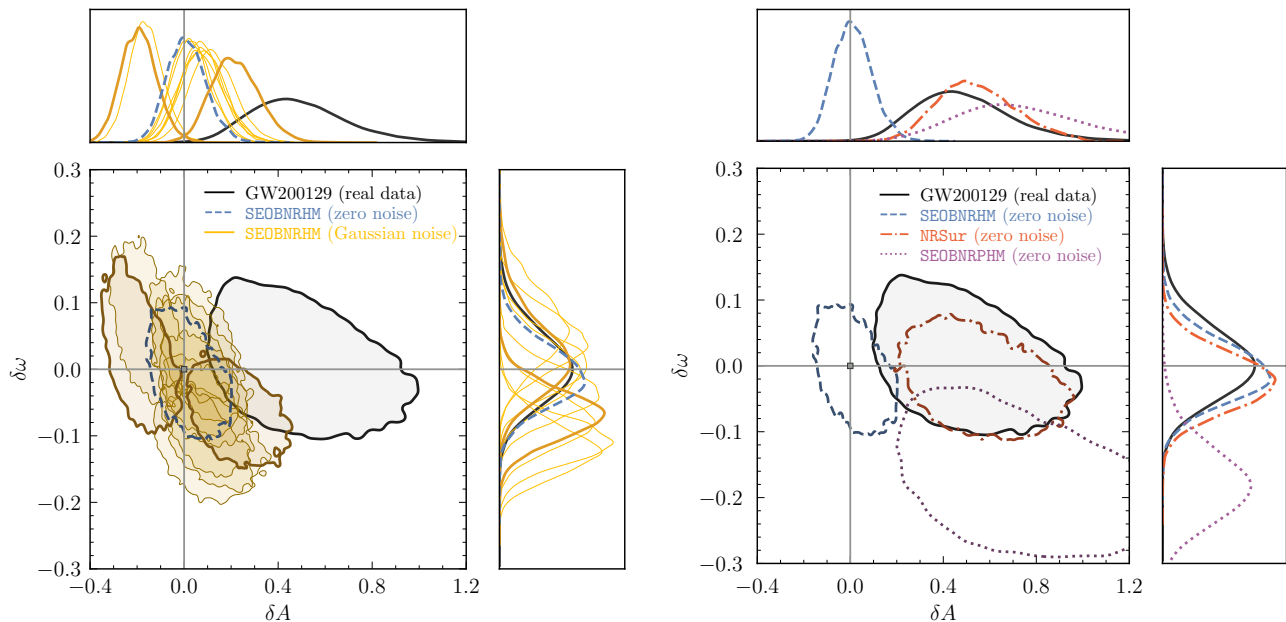 0.3
0.2
0.1
0.0
−0.1
−0.2
−0.3
δω
−0.4
0.0
0.4
0.8
1.2
δA
GW200129 (real data)
SEOBNRHM (zero noise)
SEOBNRHM (Gaussian noise)
0.3
0.2
0.1
0.0
−0.1
−0.2
−0.3
δω
−0.4
0.0
0.4
0.8
1.2
δA
GW200129 (real data)
SEOBNRHM (zero noise)
NRSur (zero noise)
SEOBNRPHM (zero noise)